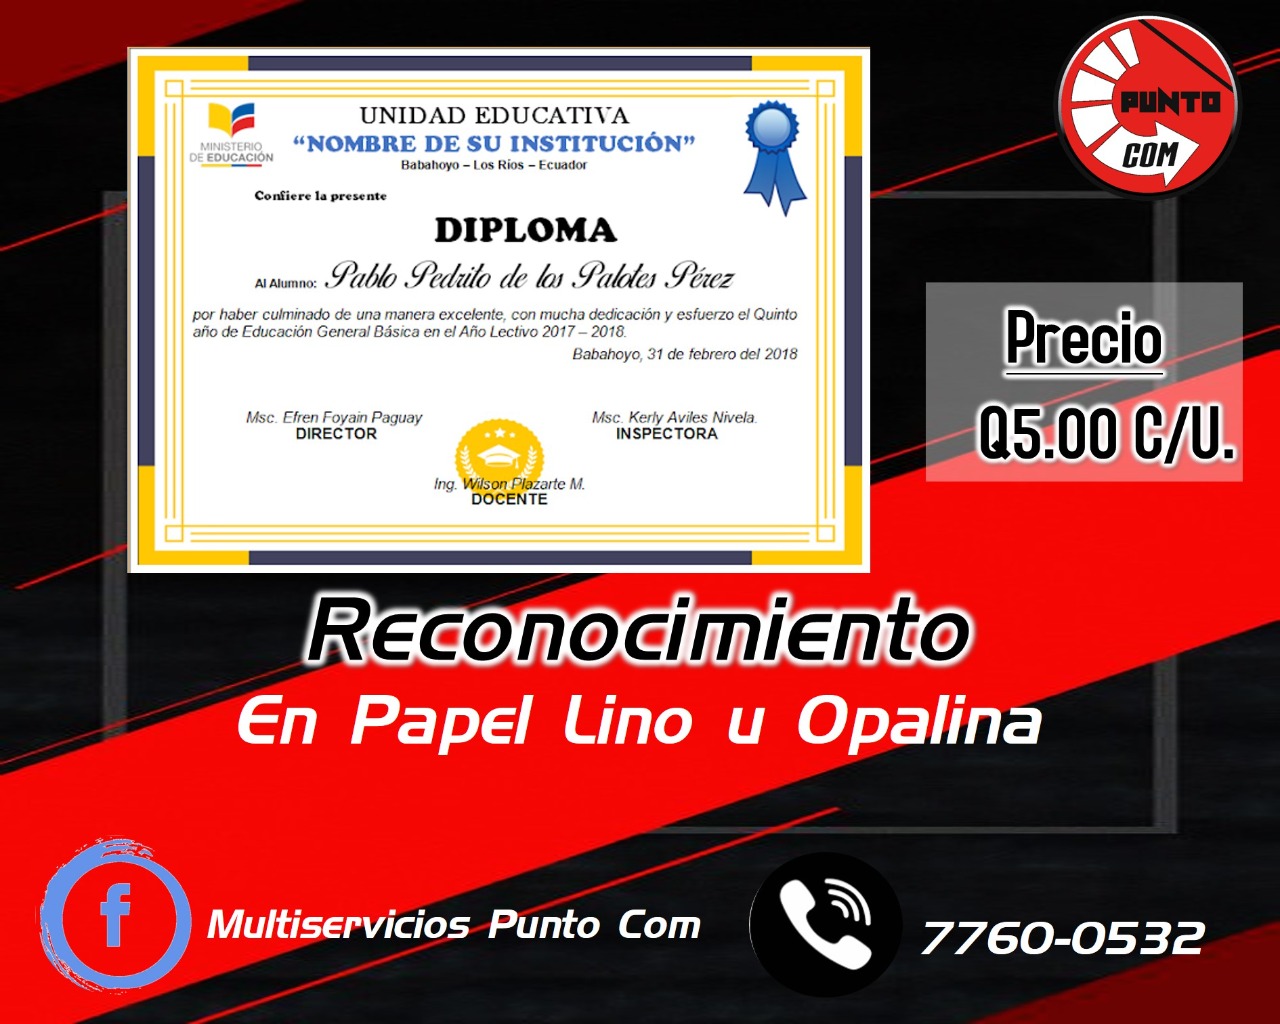 PUNTO
COM
MINISTERIO
DE EDUCACIÓN
UNIDAD EDUCATIVA
“NOMBRE DE SU INSTITUCIÓN”
Babahoyo – Los Ríos – Ecuador
Confiere la presente
DIPLOMA
Al Alumno: Pablo Pedrito de los Palotes Pérez
por haber culminado de una manera excelente, con mucha dedicación y esfuerzo el Quinto
año de Educación General Básica en el Año Lectivo 2017 – 2018.
Babahoyo, 31 de febrero del 2018
Msc. Efren Foyain Paguay
DIRECTOR
Msc. Kerly Aviles Nivela.
INSPECTORA
Ing. Wilson Plazarte M.
DOCENTE
Precio
Q5.00 C/U.
Reconocimiento
En Papel Lino u Opalina
f
Multiservicios Punto Com
7760-0532